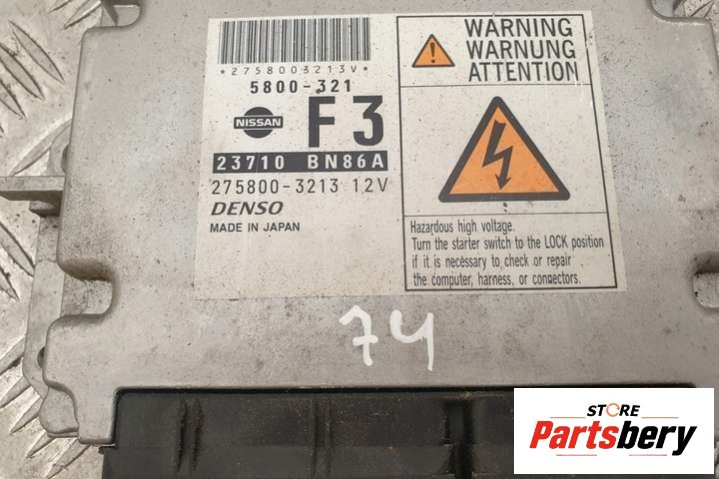 *2758003213V*
5800-321
NISSAN
F3
23710 BN86A
275800-3213 12V
DENSO
MADE IN JAPAN
WARNING
WARNUNG
ATTENTION
Hazardous high voltage.
Turn the starter switch to the LOCK position
if it is necessary to check or repair
the computer, harness, or connectors.
74
STORE
Partsbery